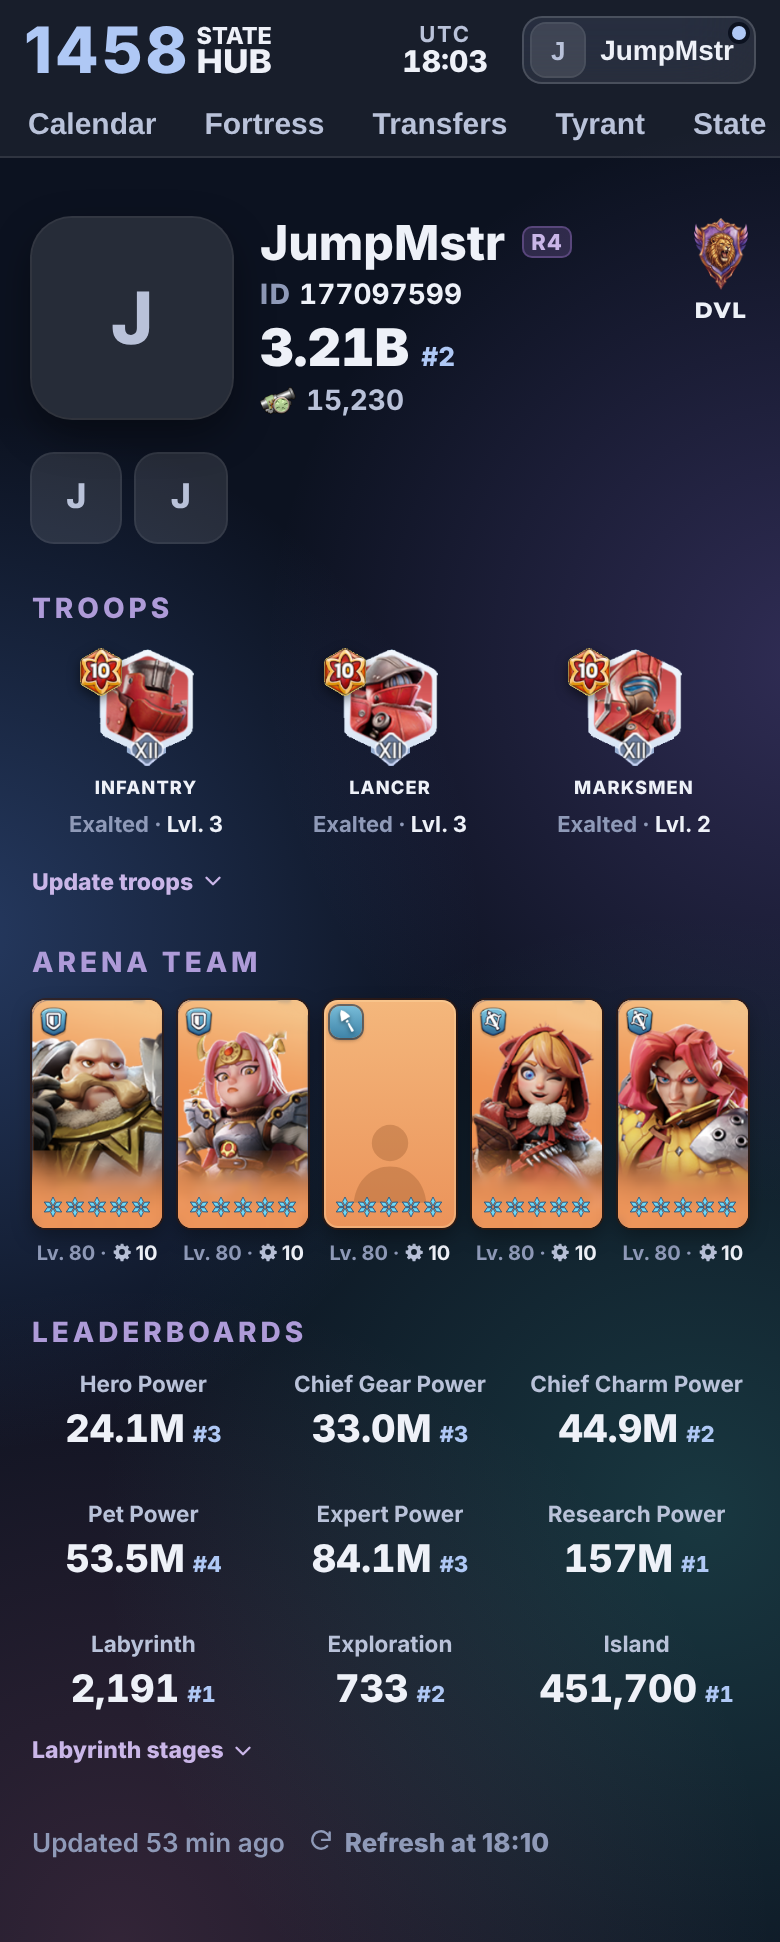 1458 STATE HUB
UTC
18:03
J JumpMstr
Calendar Fortress Transfers Tyrant State
J
JumpMstr R4
ID 177097599
3.21B #2
15,230
DVL
J J
TROOPS
10 10 10
XII XII XII
INFANTRY LANCER MARKSMEN
Exalted · Lvl. 3 Exalted · Lvl. 3 Exalted · Lvl. 2
Update troops
ARENA TEAM
Lv. 80 · 10 Lv. 80 · 10 Lv. 80 · 10 Lv. 80 · 10 Lv. 80 · 10
LEADERBOARDS
Hero Power Chief Gear Power Chief Charm Power
24.1M #3 33.0M #3 44.9M #2
Pet Power Expert Power Research Power
53.5M #4 84.1M #3 157M #1
Labyrinth Exploration Island
2,191 #1 733 #2 451,700 #1
Labyrinth stages
Updated 53 min ago Refresh at 18:10